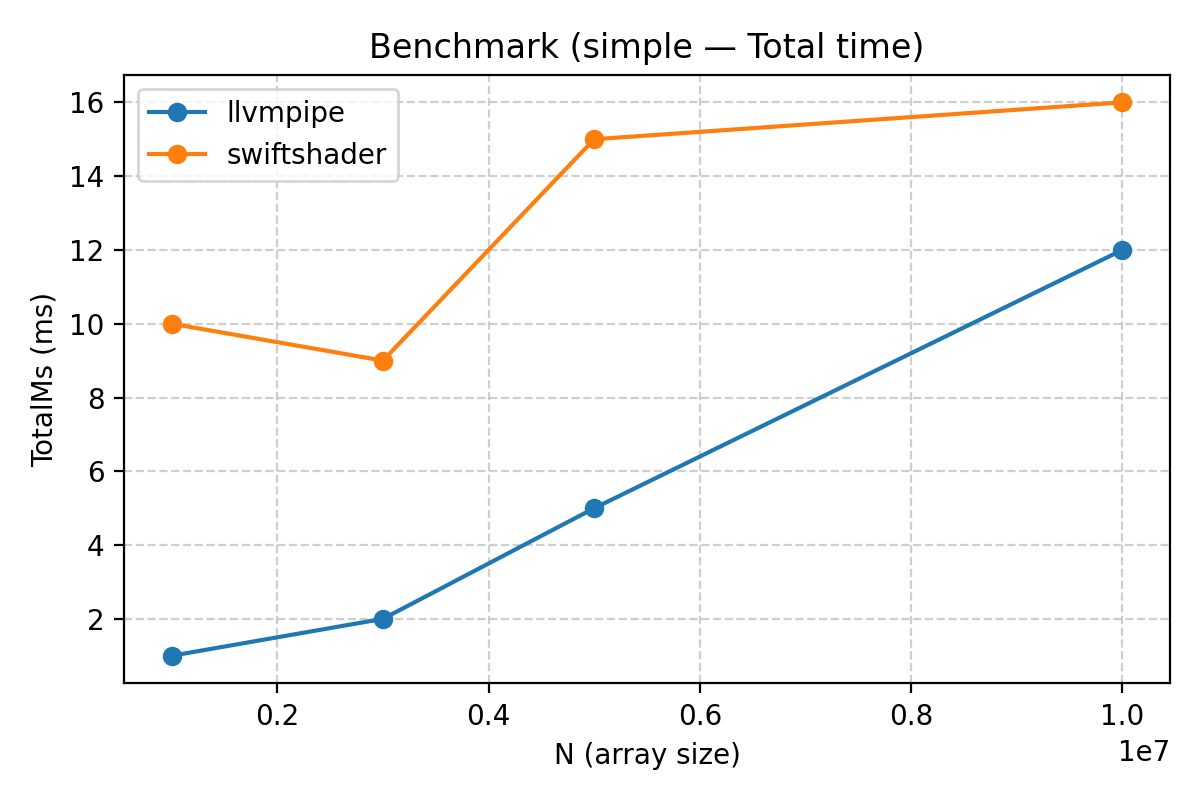 Benchmark (simple — Total time)
llvmpipe
swiftshader
TotalMs (ms)
16
14
12
10
8
6
4
2
0.2 0.4 0.6 0.8 1.0
1e7
N (array size)